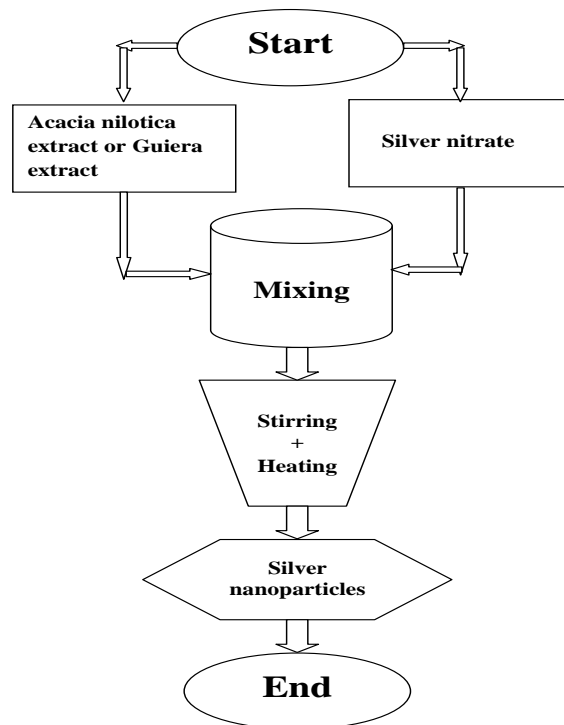 Start
Acacia nilotica
extract or Guiera
extract
Silver nitrate
Mixing
Stirring
+
Heating
Silver
nanoparticles
End